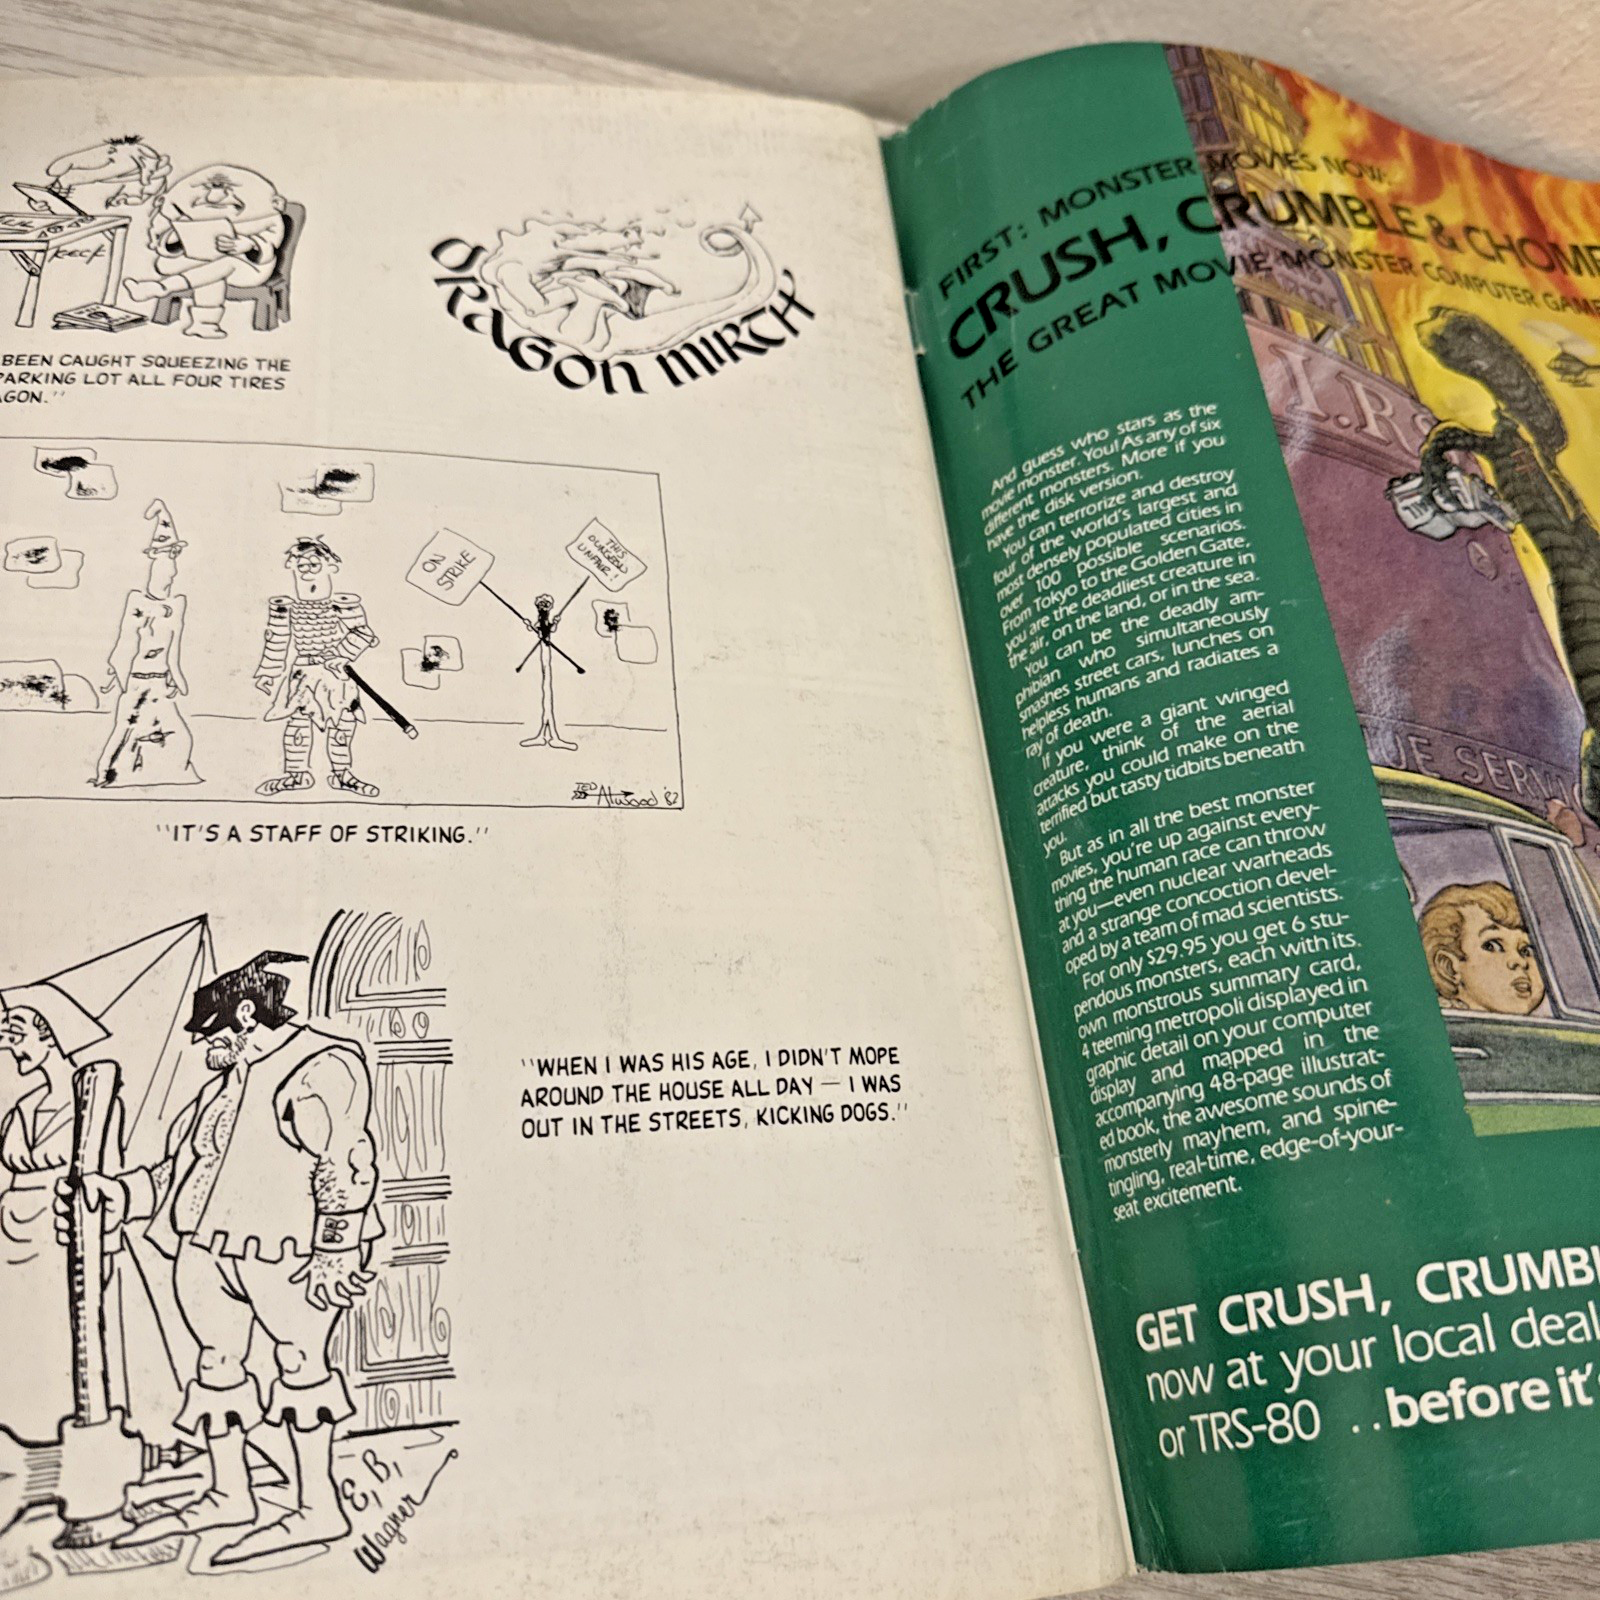 Keck
BEEN CAUGHT SQUEEZING THE
PARKING LOT ALL FOUR TIRES
GON."
dragon mirth
ON
STRIKE
THIS
DUNGEON
UNFAIR!
TED
Atwood '82
"IT'S A STAFF OF STRIKING."
"WHEN I WAS HIS AGE, I DIDN'T MOPE
AROUND THE HOUSE ALL DAY — I WAS
OUT IN THE STREETS, KICKING DOGS."
E.B.
Wagner
FIRST: MONSTER MOVIES NOW:
CRUSH, CRUMBLE & CHOMP
THE GREAT MOVIE MONSTER COMPUTER GAME
And guess who stars as the
movie monster. You! As any of six
different monsters. More if you
have the disk version.
You can terrorize and destroy
four of the world's largest and
most densely populated cities in
over 100 possible scenarios.
From Tokyo to the Golden Gate,
you are the deadliest creature in
the air, on the land, or in the sea.
You can be the deadly am-
phibian who simultaneously
smashes street cars, lunches on
helpless humans and radiates a
ray of death.
If you were a giant winged
creature, think of the aerial
attacks you could make on the
terrified but tasty tidbits beneath
you.
But as in all the best monster
movies, you're up against every-
thing the human race can throw
at you—even nuclear warheads
and a strange concoction devel-
oped by a team of mad scientists.
For only $29.95 you get 6 stu-
pendous monsters, each with its
own monstrous summary card,
4 teeming metropoli displayed in
graphic detail on your computer
display and mapped in the
accompanying 48-page illustrat-
ed book, the awesome sounds of
monsterly mayhem, and spine-
tingling, real-time, edge-of-your-
seat excitement.
I.R.S
UE SERVIC
GET CRUSH, CRUMBL
now at your local deal
or TRS-80 ..before it's